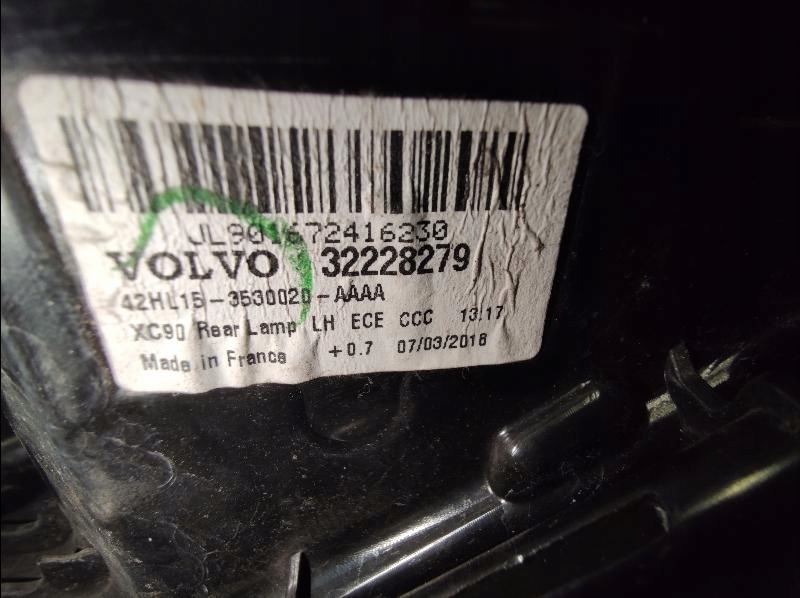 JL901672416230
VOLVO 32228279
42HL15-3530020-AAAA
XC90 Rear Lamp LH ECE CCC 13:17
Made in France +0.7 07/03/2018